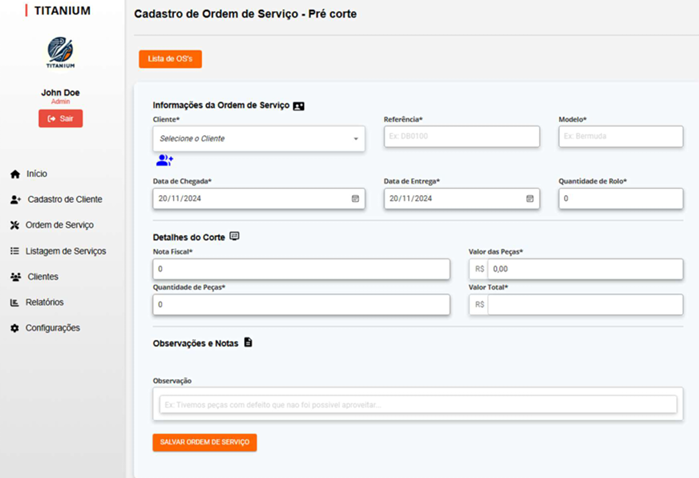 TITANIUM
TITANIUM
John Doe
Admin
Sair
Início
Cadastro de Cliente
Ordem de Serviço
Listagem de Serviços
Clientes
Relatórios
Configurações
Cadastro de Ordem de Serviço - Pré corte
Lista de OS's
Informações da Ordem de Serviço
Cliente* Referência* Modelo*
Selecione o Cliente Ex: DB0100 Ex: Bermuda
Data de Chegada* Data de Entrega* Quantidade de Rolo*
20/11/2024 20/11/2024 0
Detalhes do Corte
Nota Fiscal* Valor das Peças*
0 R$ 0,00
Quantidade de Peças* Valor Total*
0 R$
Observações e Notas
Observação
Ex: Tivemos peças com defeito que nao foi possivel aproveitar...
SALVAR ORDEM DE SERVIÇO